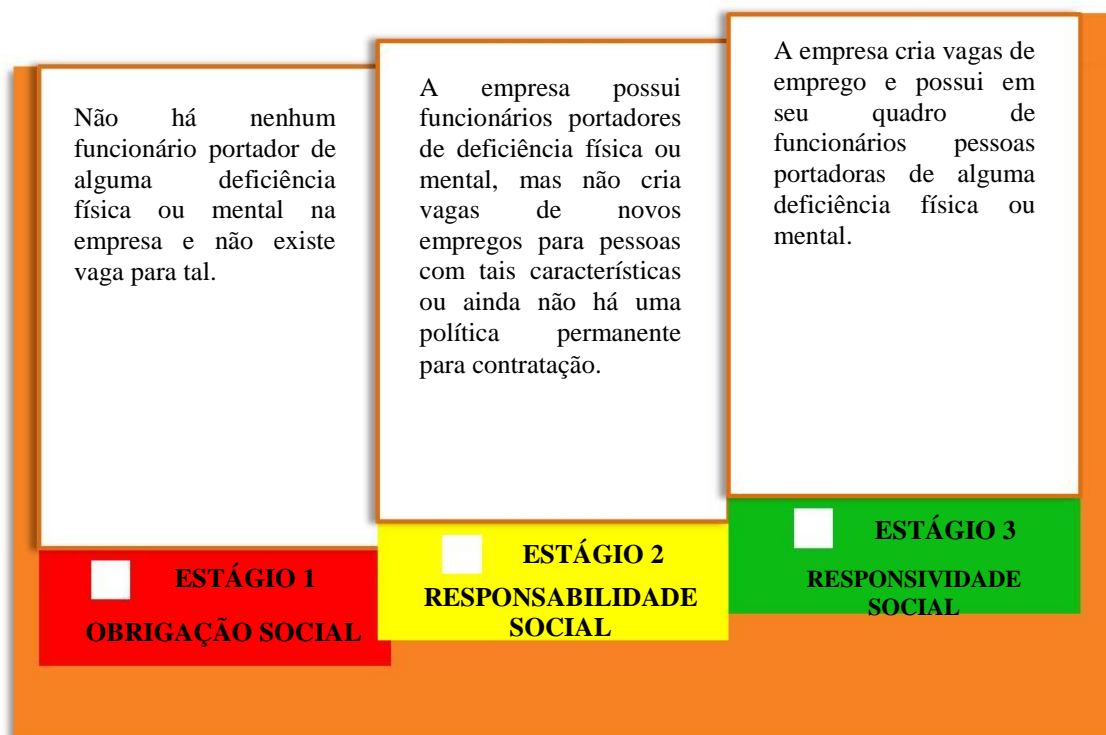 Não há nenhum
funcionário portador de
alguma deficiência
física ou mental na
empresa e não existe
vaga para tal.
ESTÁGIO 1
OBRIGAÇÃO SOCIAL
A empresa possui
funcionários portadores
de deficiência física ou
mental, mas não cria
vagas de novos
empregos para pessoas
com tais características
ou ainda não há uma
política permanente
para contratação.
ESTÁGIO 2
RESPONSABILIDADE
SOCIAL
A empresa cria vagas de
emprego e possui em
seu quadro de
funcionários pessoas
portadoras de alguma
deficiência física ou
mental.
ESTÁGIO 3
RESPONSIVIDADE
SOCIAL